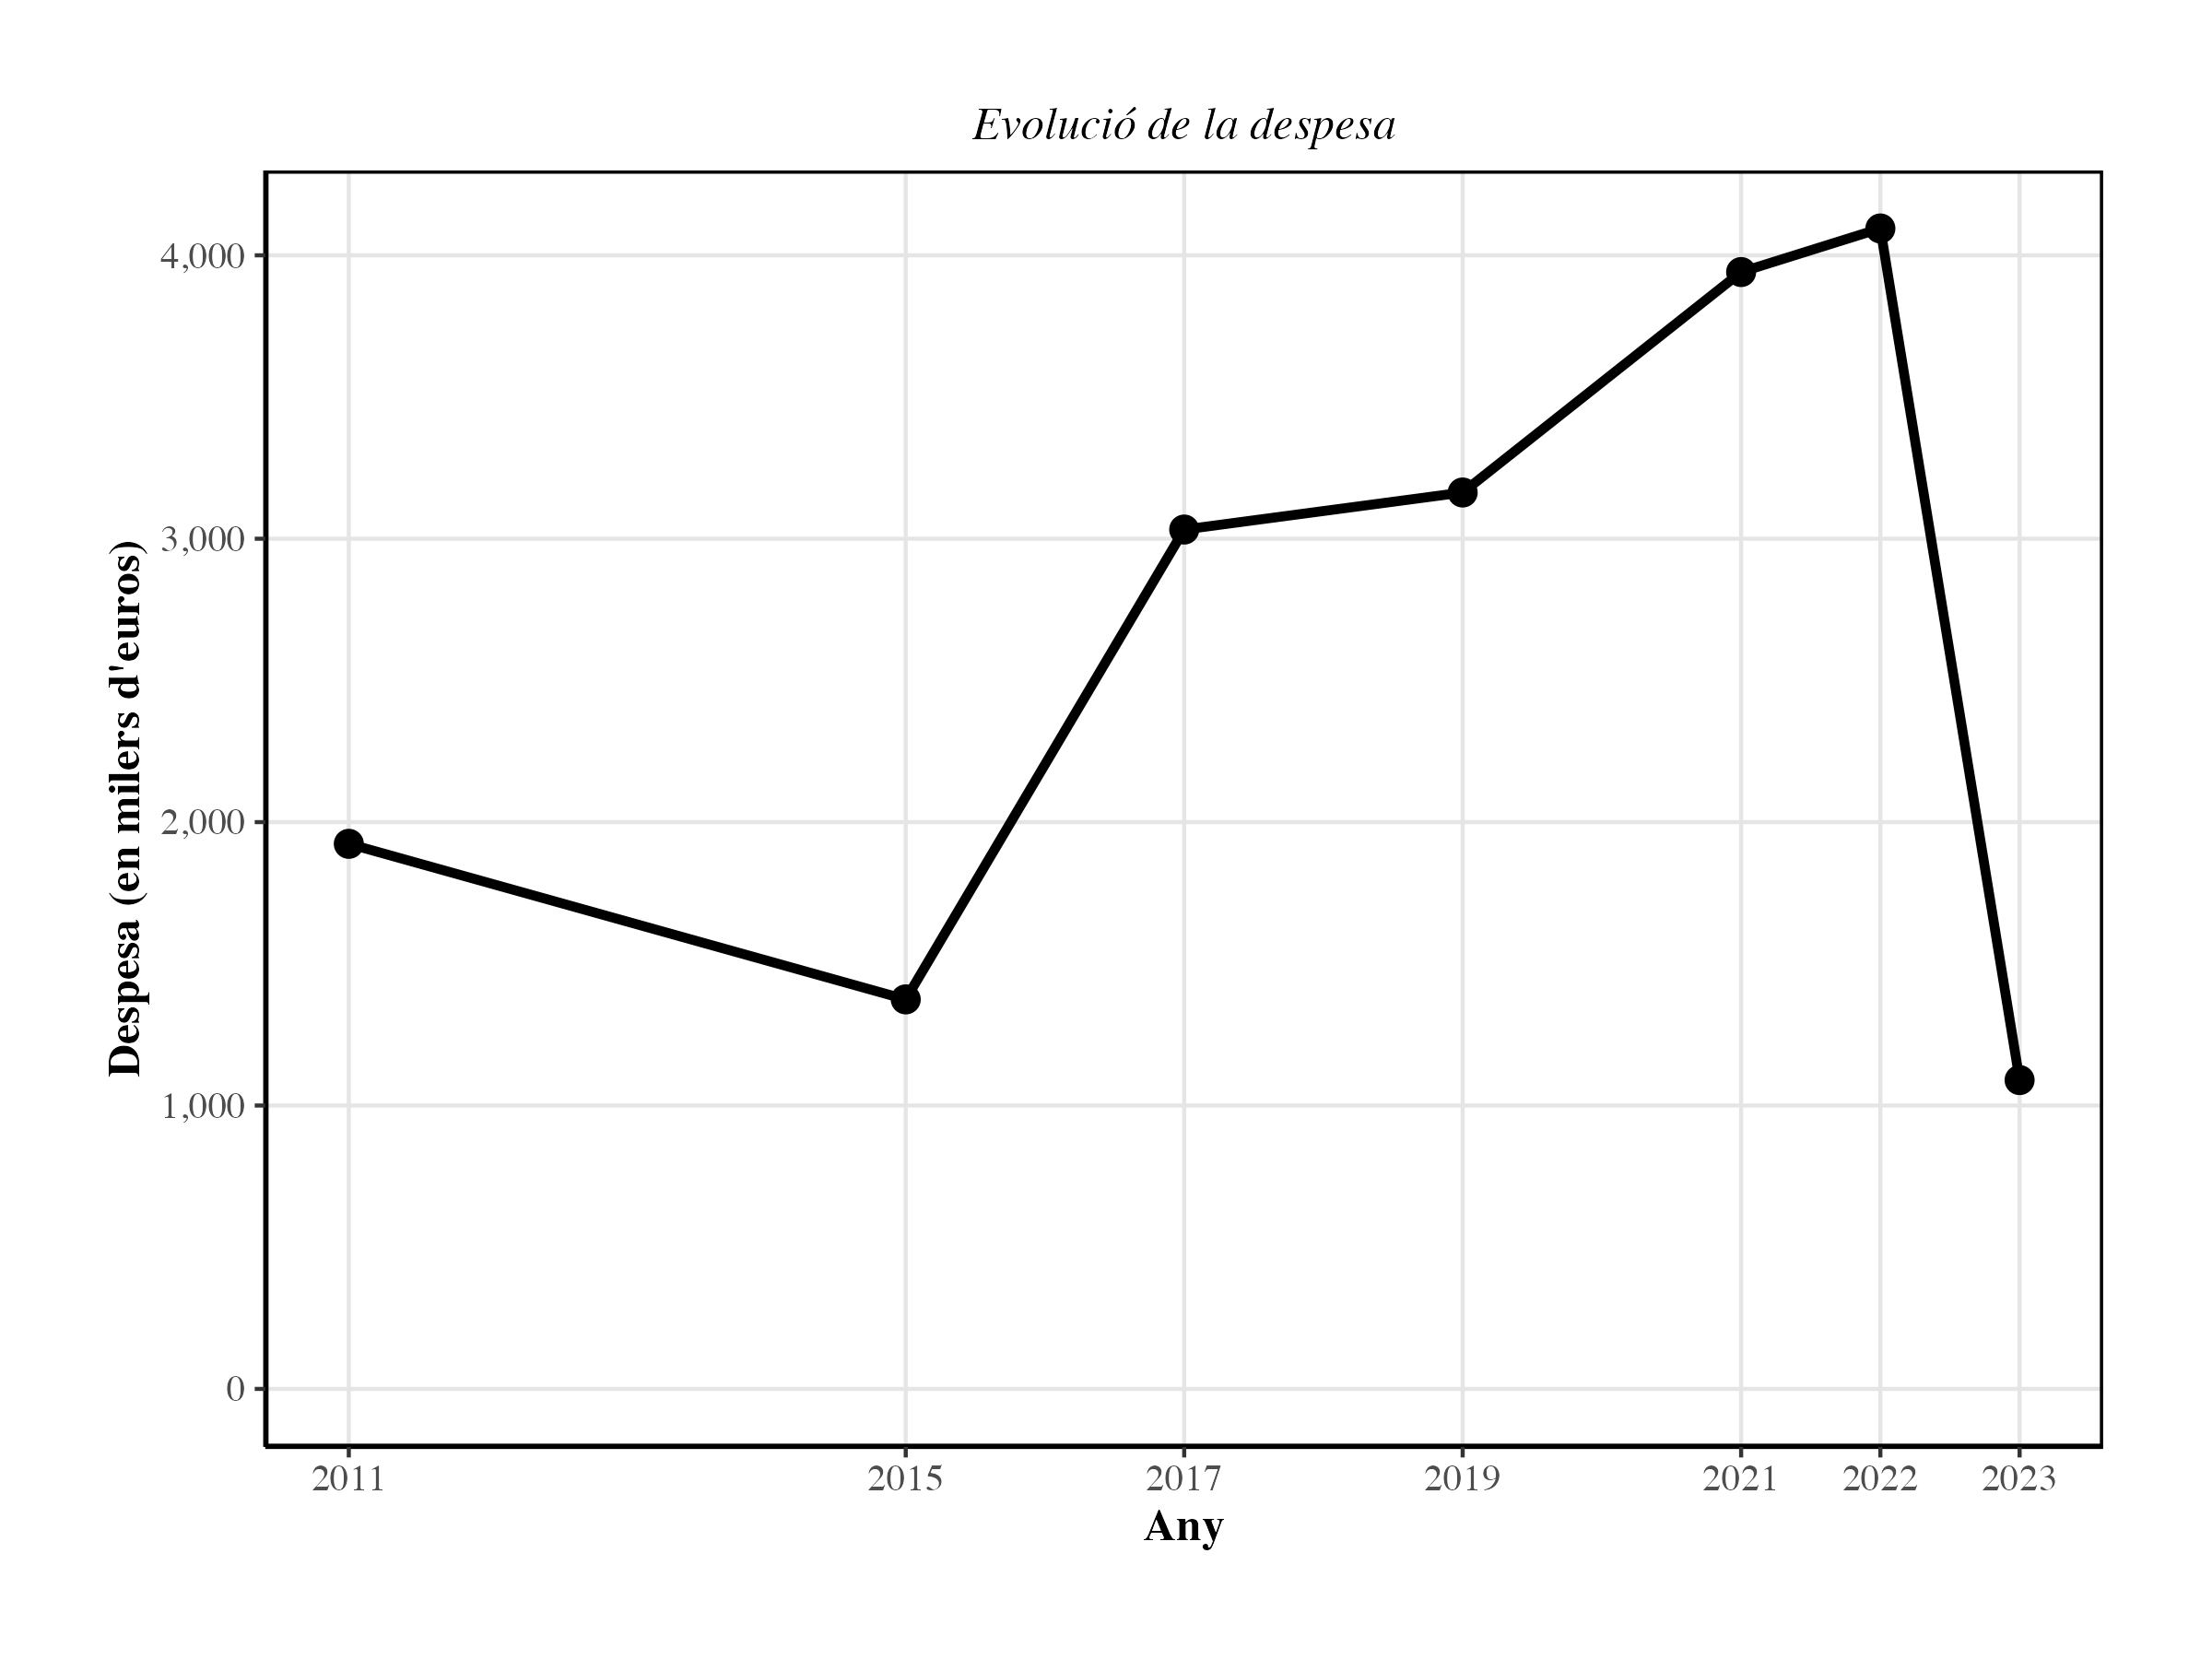 Evolució de la despesa
Despesa (en milers d'euros)
4,000
3,000
2,000
1,000
0
2011 2015 2017 2019 2021 2022 2023
Any